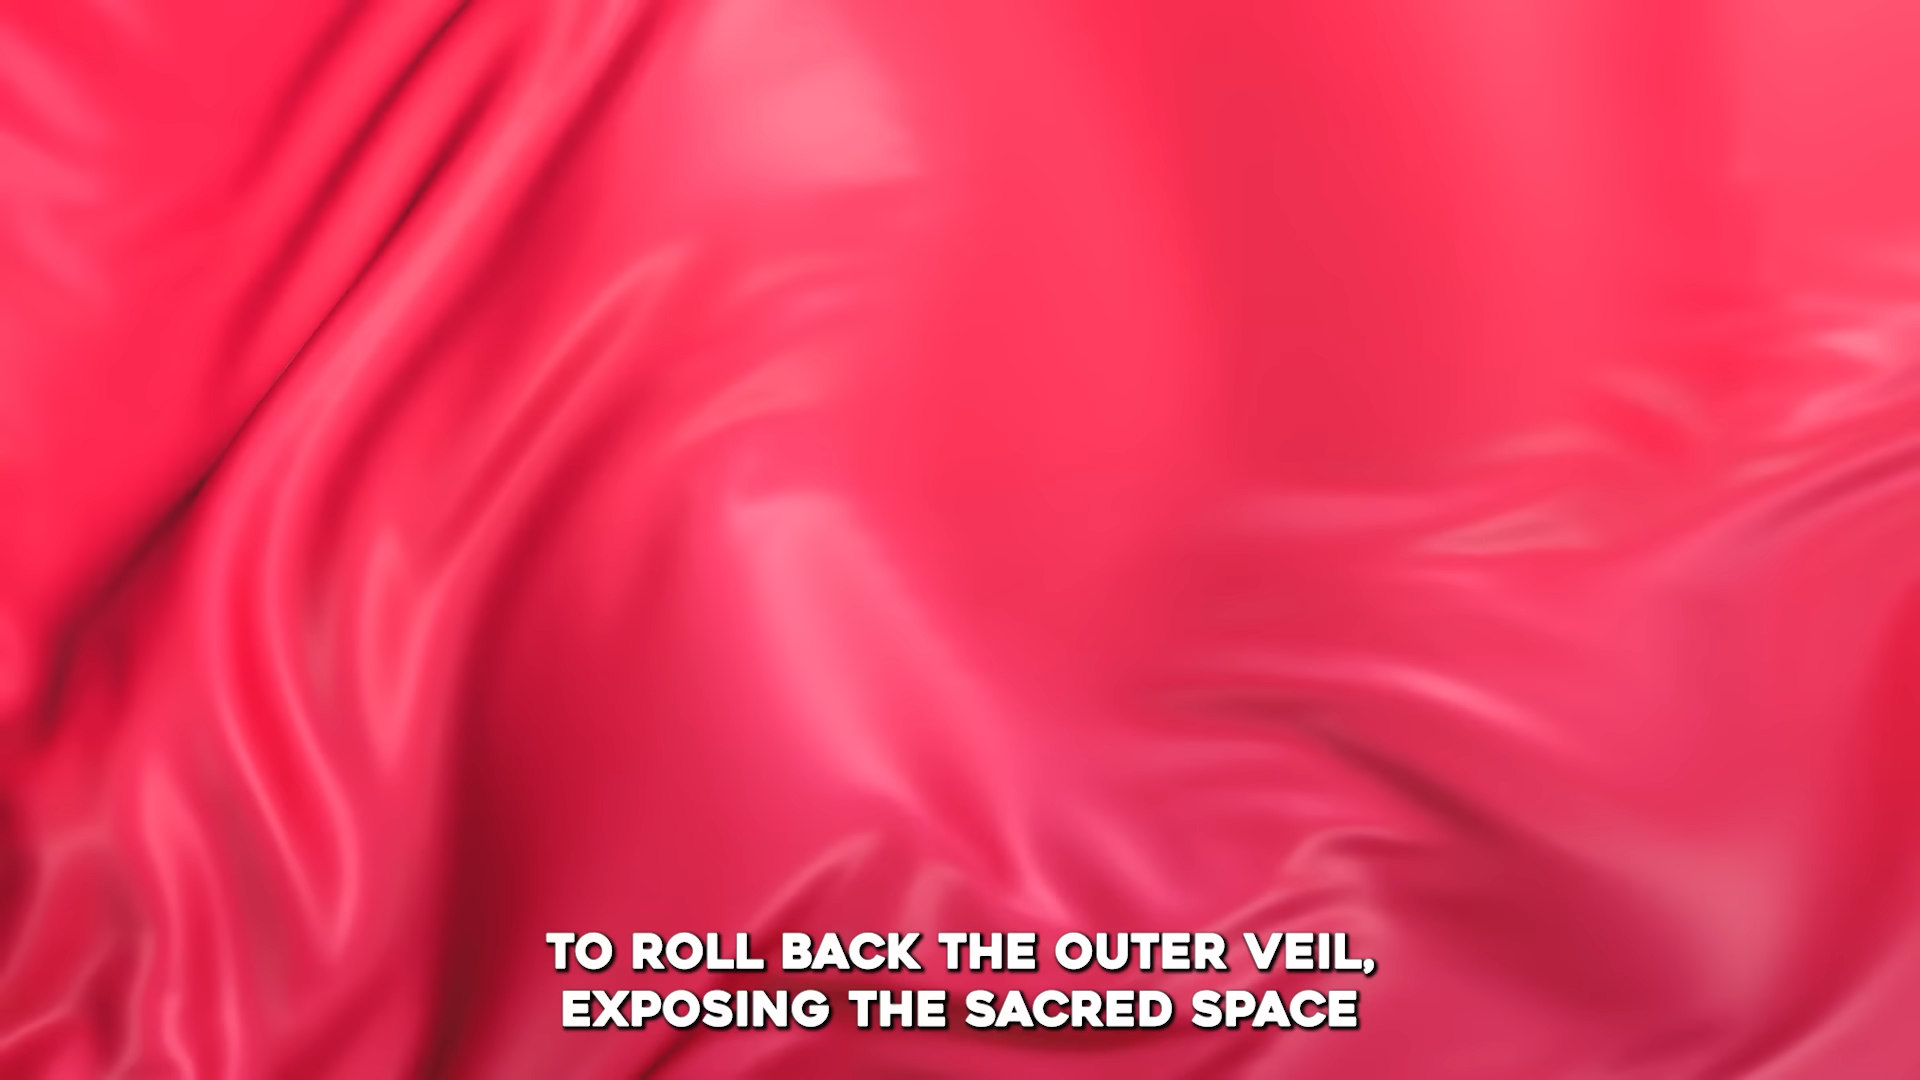 TO ROLL BACK THE OUTER VEIL,
EXPOSING THE SACRED SPACE